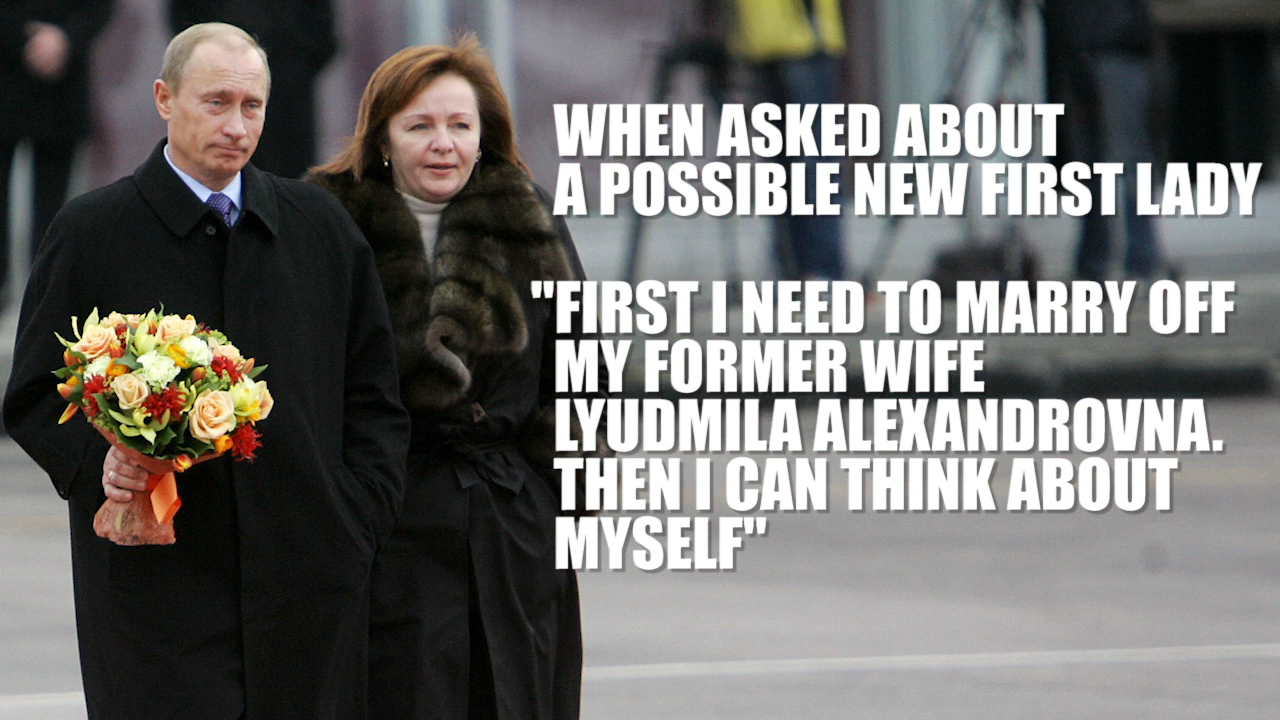 WHEN ASKED ABOUT
A POSSIBLE NEW FIRST LADY
"FIRST I NEED TO MARRY OFF
MY FORMER WIFE
LYUDMILA ALEXANDROVNA.
THEN I CAN THINK ABOUT
MYSELF"